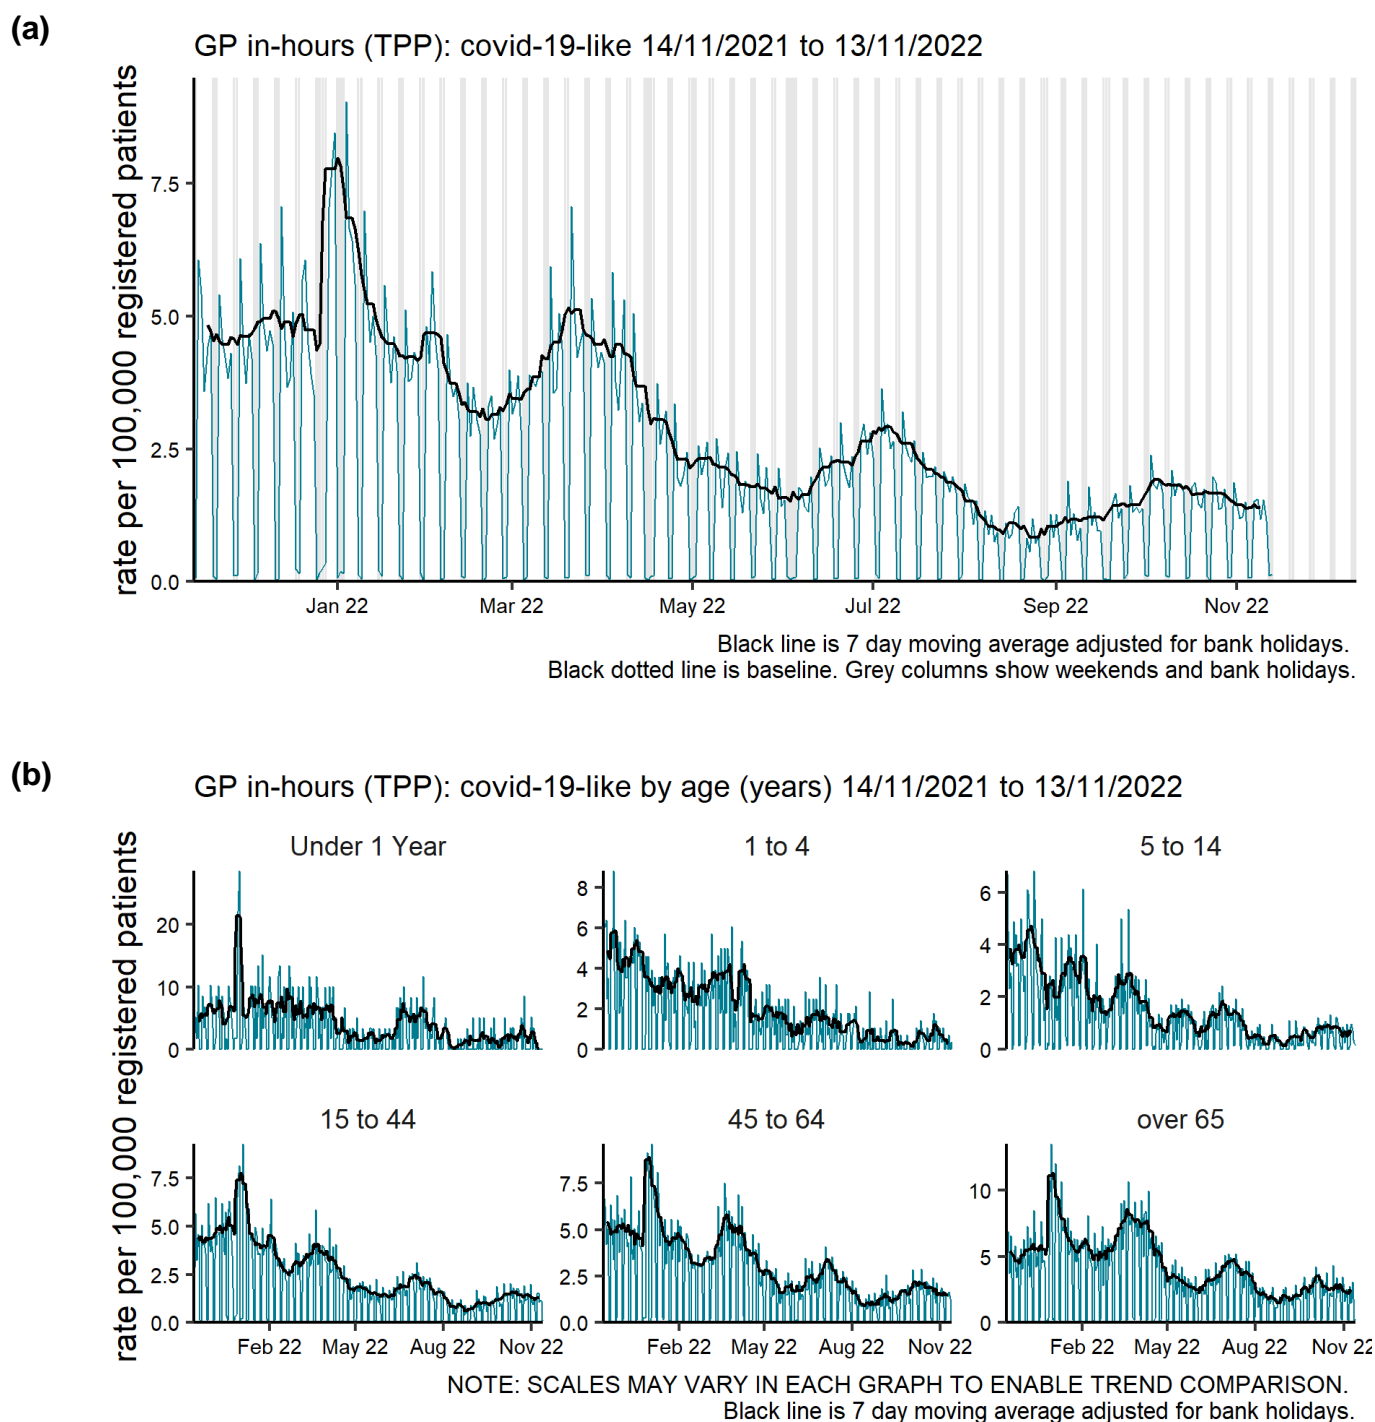 (a)
GP in-hours (TPP): covid-19-like 14/11/2021 to 13/11/2022
rate per 100,000 registered patients
7.5
5.0
2.5
0.0
Jan 22 Mar 22 May 22 Jul 22 Sep 22 Nov 22
Black line is 7 day moving average adjusted for bank holidays.
Black dotted line is baseline. Grey columns show weekends and bank holidays.
(b)
GP in-hours (TPP): covid-19-like by age (years) 14/11/2021 to 13/11/2022
rate per 100,000 registered patients
Under 1 Year
20
10
0
1 to 4
8
6
4
2
0
5 to 14
6
4
2
0
15 to 44
7.5
5.0
2.5
0.0
Feb 22 May 22 Aug 22 Nov 22
45 to 64
7.5
5.0
2.5
0.0
Feb 22 May 22 Aug 22 Nov 22
over 65
10
5
0
Feb 22 May 22 Aug 22 Nov 22
NOTE: SCALES MAY VARY IN EACH GRAPH TO ENABLE TREND COMPARISON.
Black line is 7 day moving average adjusted for bank holidays.